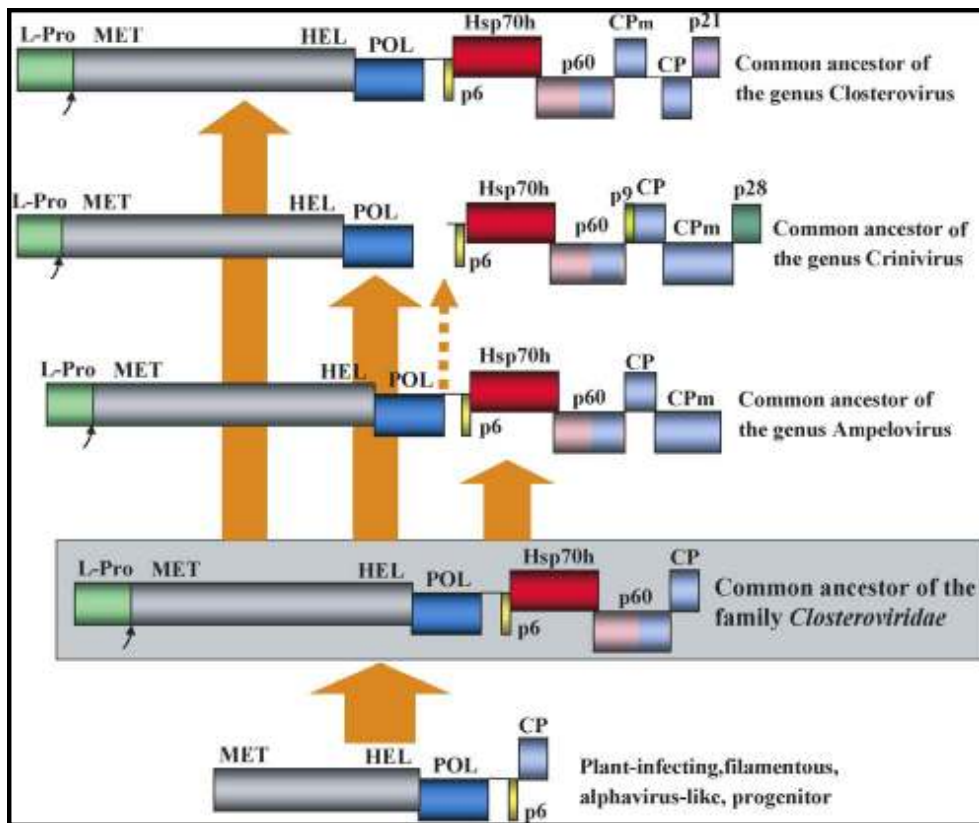 L-Pro MET HEL POL Hsp70h CPm p21
p6 p60 CP
Common ancestor of
the genus Closterovirus
L-Pro MET HEL POL Hsp70h p9 CP p28
p6 p60 CPm
Common ancestor of
the genus Crinivirus
L-Pro MET HEL POL Hsp70h CP
p6 p60 CPm
Common ancestor of
the genus Ampelovirus
L-Pro MET HEL POL Hsp70h CP
p6 p60
Common ancestor of the
family Closteroviridae
MET HEL POL CP
p6
Plant-infecting,filamentous,
alphavirus-like, progenitor